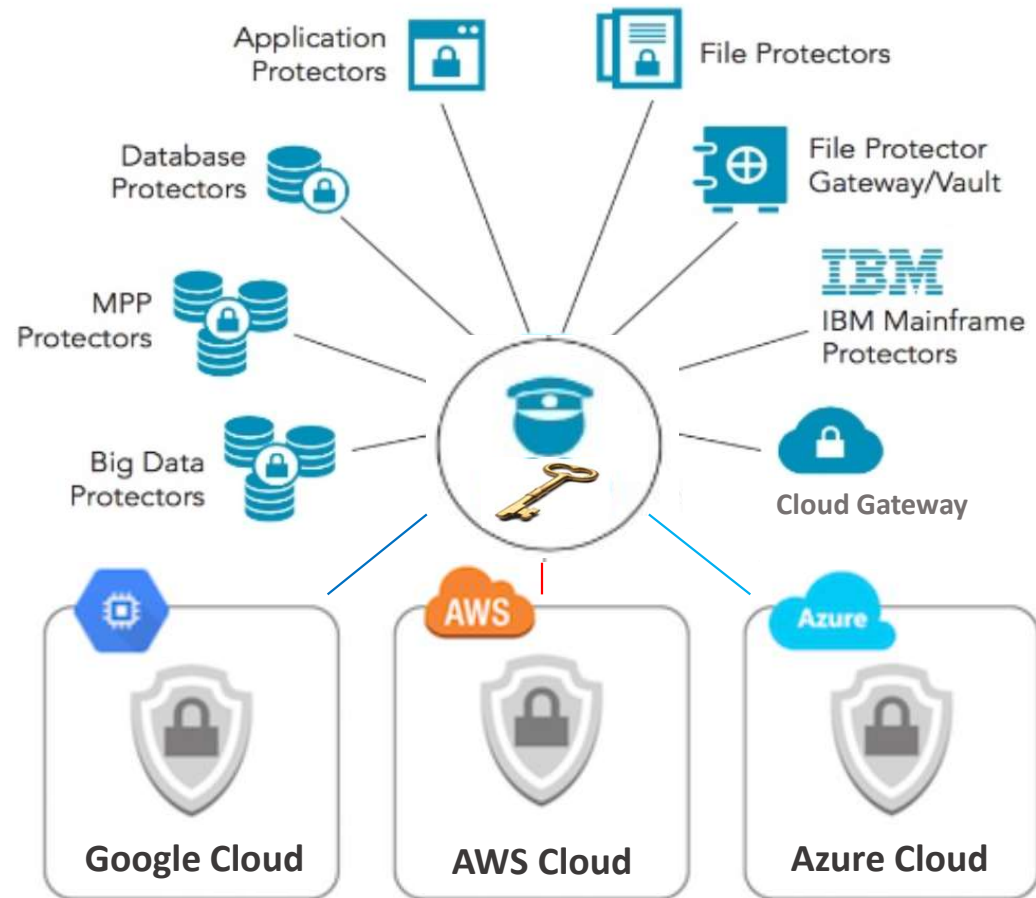 Application
Protectors
File Protectors
Database
Protectors
File Protector
Gateway/Vault
MPP
Protectors
IBM
IBM Mainframe
Protectors
Big Data
Protectors
Cloud Gateway
AWS
Azure
Google Cloud
AWS Cloud
Azure Cloud